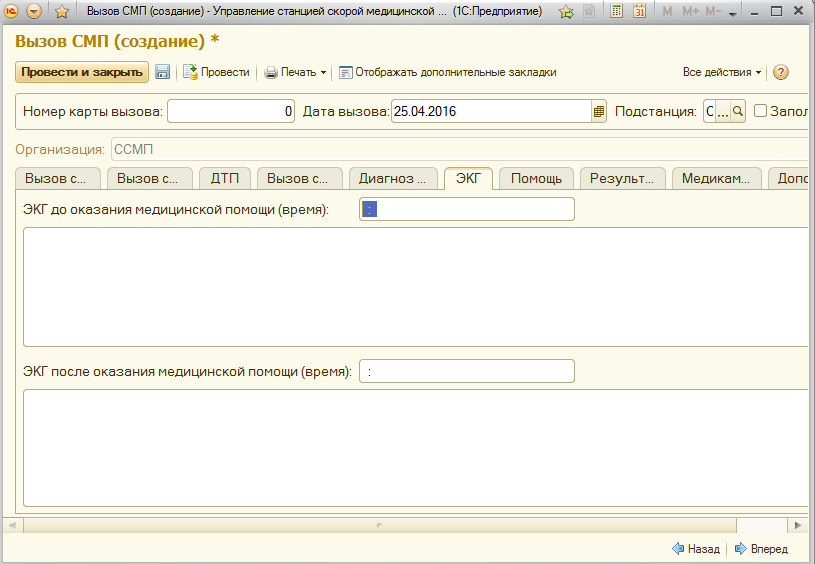 Вызов СМП (создание) - Управление станцией скорой медицинской ... (1С:Предприятие)
31 M M+ M-
Вызов СМП (создание) *
Провести и закрыть Провести Печать Отображать дополнительные закладки Все действия ?
Номер карты вызова: 0 Дата вызова: 25.04.2016 Подстанция: С ... Запол
Организация: ССМП
Вызов с... Вызов с... ДТП Вызов с... Диагноз ... ЭКГ Помощь Результ... Медикам... Допо
ЭКГ до оказания медицинской помощи (время): :
ЭКГ после оказания медицинской помощи (время): :
Назад Вперед